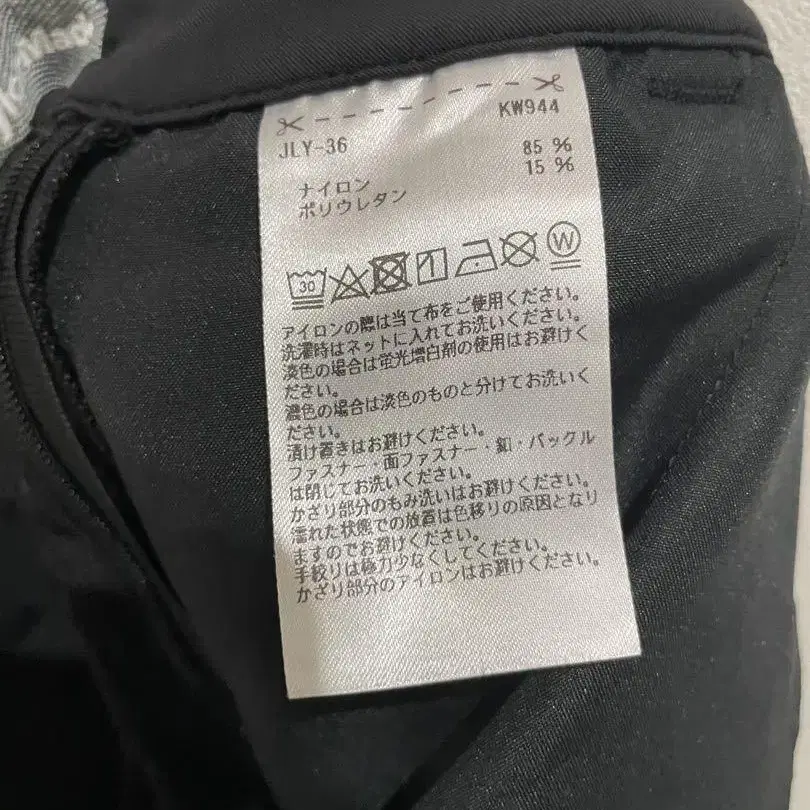 KW944
JLY-36
ナイロン 85 %
ポリウレタン 15 %
30 W
アイロンの際は当て布をご使用ください。
洗濯時はネットに入れてお洗いください。
淡色の場合は蛍光増白剤の使用はお避けく
ださい。
濃色の場合は淡色のものと分けてお洗いく
ださい。
漬け置きはお避けください。
ファスナー・面ファスナー・釦・バックル
は閉じてお洗いください。
かざり部分のもみ洗いはお避けください。
濡れた状態での放置は色移りの原因となり
ますのでお避けください。
手絞りは極力少なくしてください。
かざり部分のアイロンはお避けください。